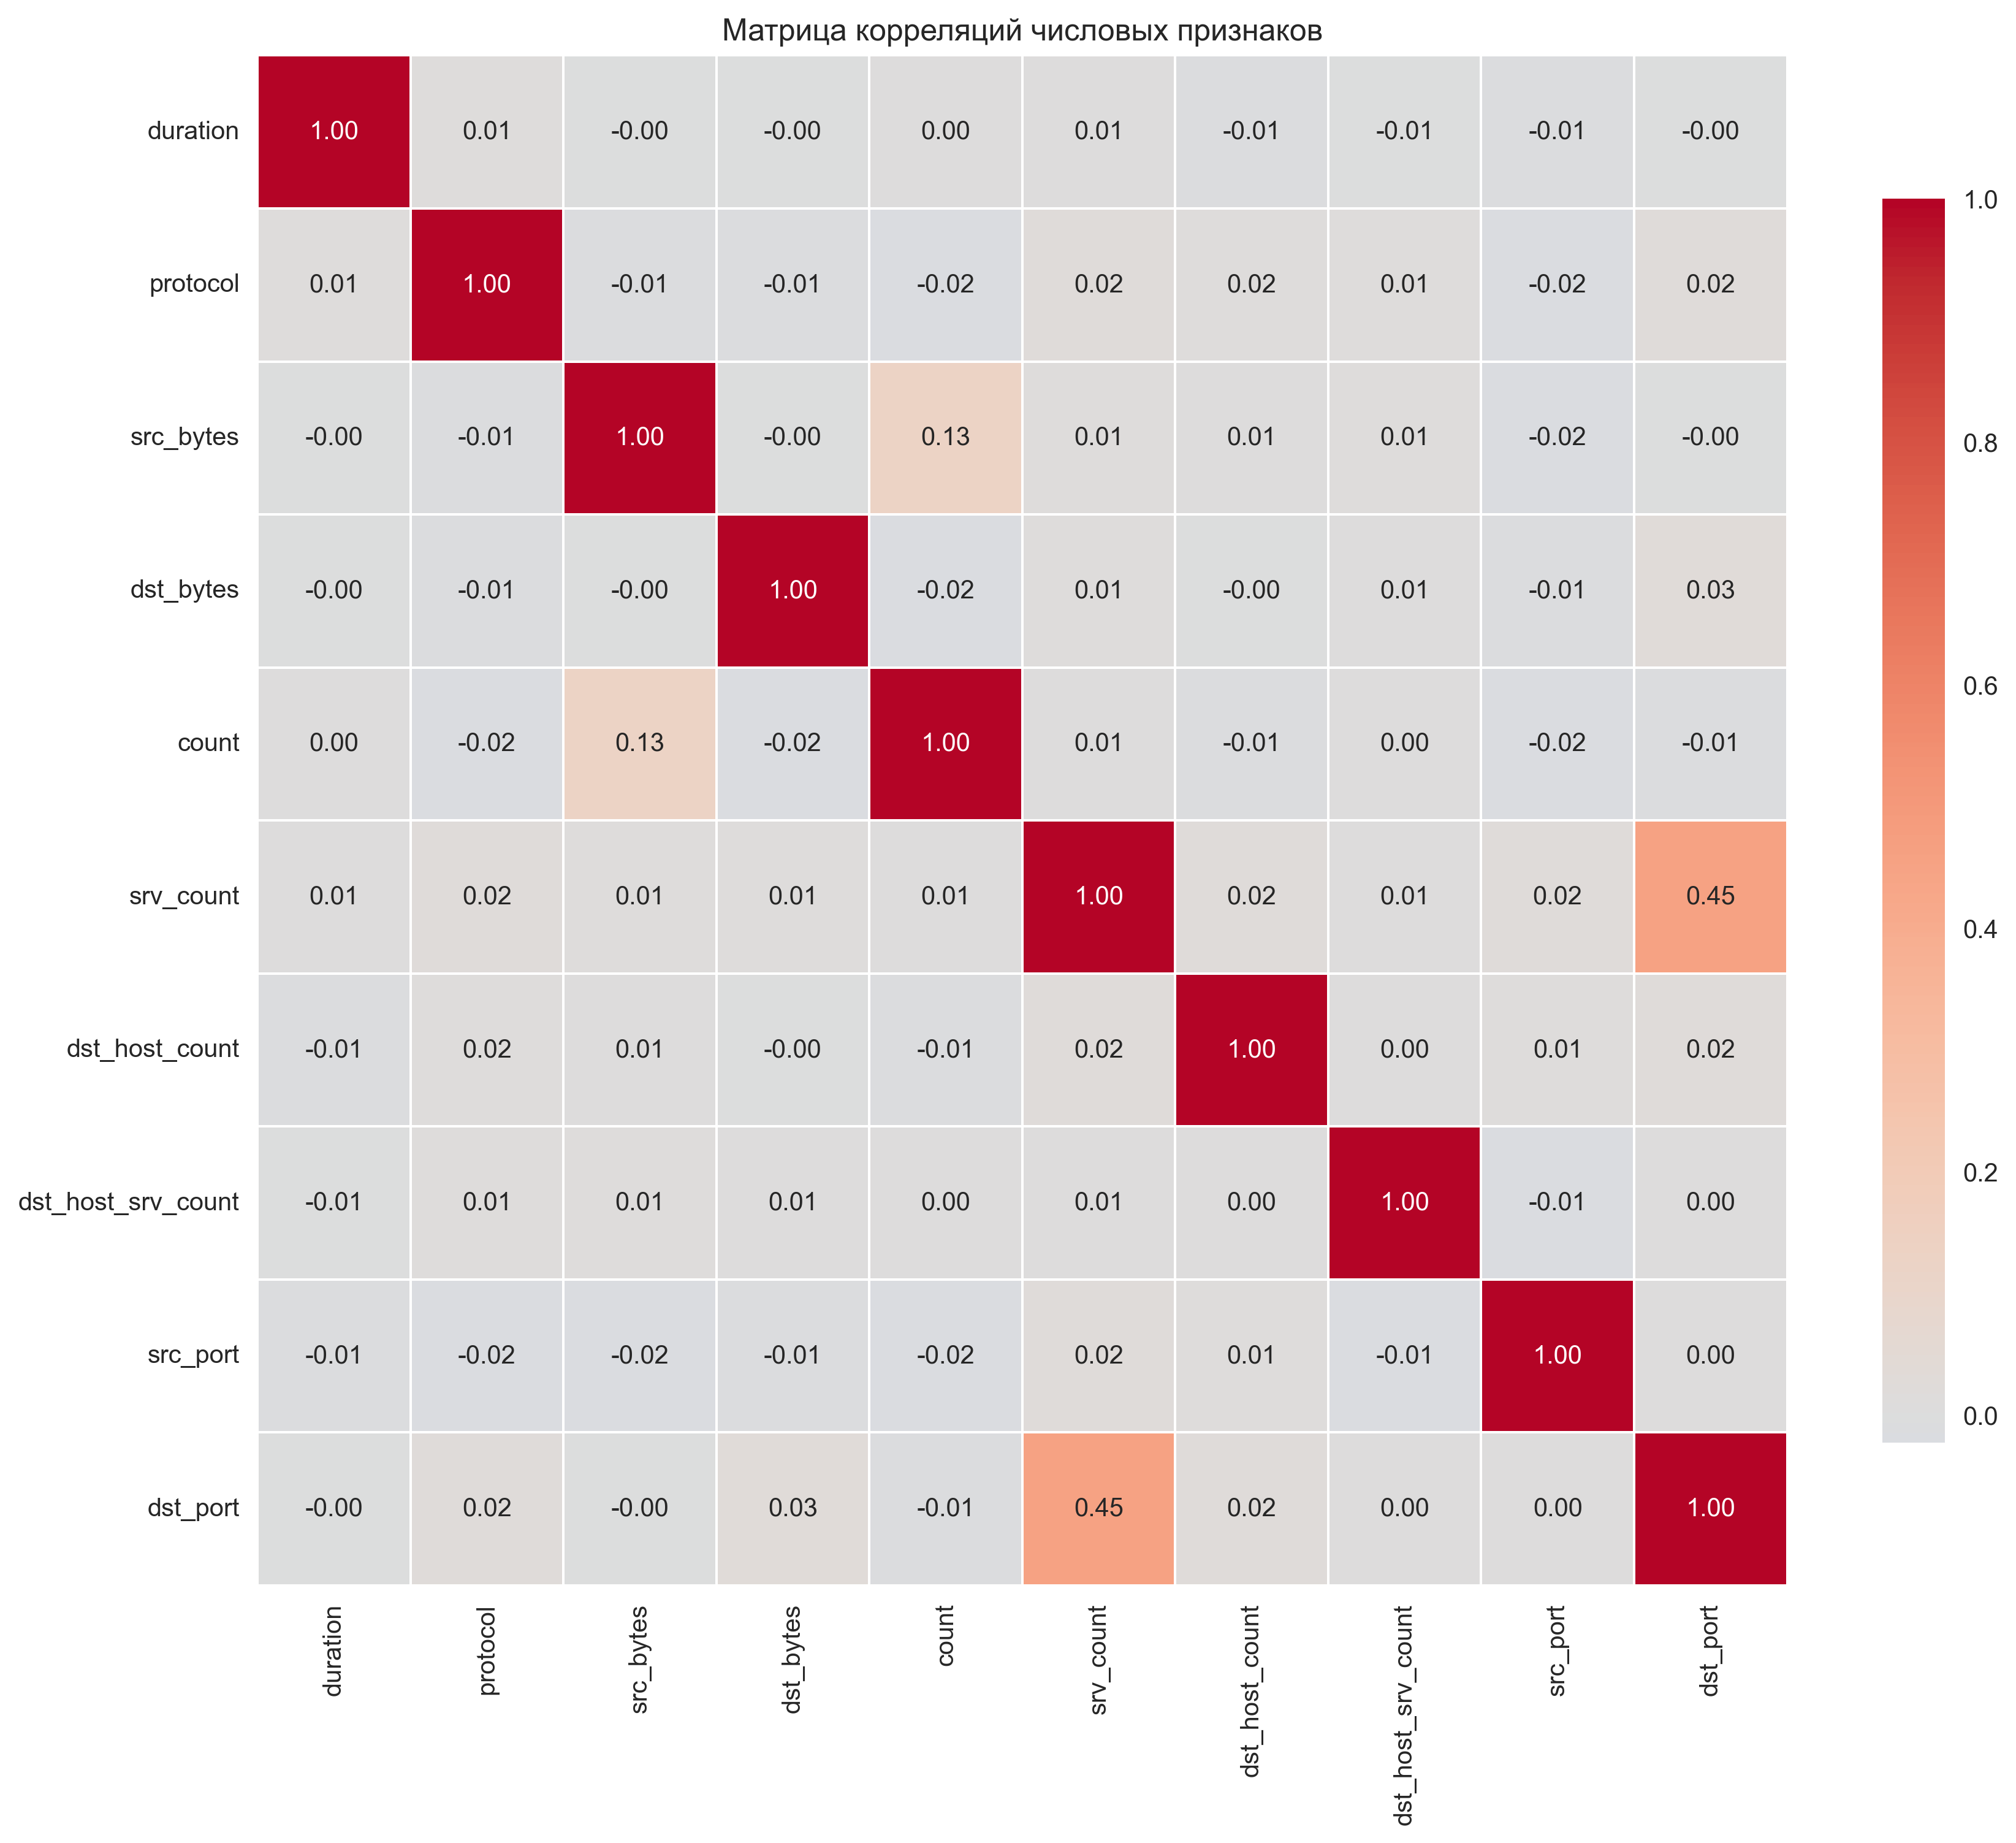 Матрица корреляций числовых признаков
duration 1.00 0.01 -0.00 -0.00 0.00 0.01 -0.01 -0.01 -0.01 -0.00
protocol 0.01 1.00 -0.01 -0.01 -0.02 0.02 0.02 0.01 -0.02 0.02
src_bytes -0.00 -0.01 1.00 -0.00 0.13 0.01 0.01 0.01 -0.02 -0.00
dst_bytes -0.00 -0.01 -0.00 1.00 -0.02 0.01 -0.00 0.01 -0.01 0.03
count 0.00 -0.02 0.13 -0.02 1.00 0.01 -0.01 0.00 -0.02 -0.01
srv_count 0.01 0.02 0.01 0.01 0.01 1.00 0.02 0.01 0.02 0.45
dst_host_count -0.01 0.02 0.01 -0.00 -0.01 0.02 1.00 0.00 0.01 0.02
dst_host_srv_count -0.01 0.01 0.01 0.01 0.00 0.01 0.00 1.00 -0.01 0.00
src_port -0.01 -0.02 -0.02 -0.01 -0.02 0.02 0.01 -0.01 1.00 0.00
dst_port -0.00 0.02 -0.00 0.03 -0.01 0.45 0.02 0.00 0.00 1.00
duration
protocol
src_bytes
dst_bytes
count
srv_count
dst_host_count
dst_host_srv_count
src_port
dst_port
1.0
0.8
0.6
0.4
0.2
0.0